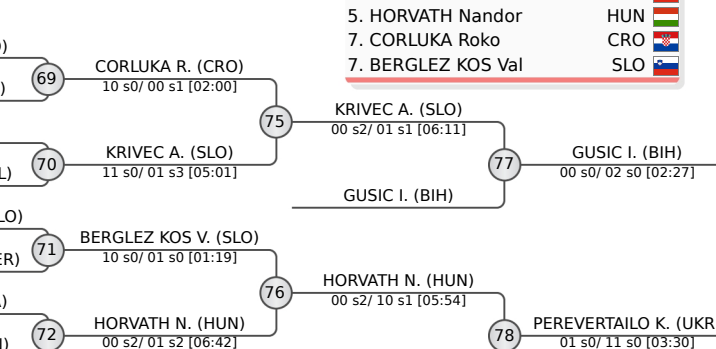 5. HORVATH Nandor HUN
7. CORLUKA Roko CRO
7. BERGLEZ KOS Val SLO
)
69
)
CORLUKA R. (CRO)
10 s0/ 00 s1 [02:00]
75
KRIVEC A. (SLO)
00 s2/ 01 s1 [06:11]
70
L)
KRIVEC A. (SLO)
11 s0/ 01 s3 [05:01]
77
GUSIC I. (BIH)
00 s0/ 02 s0 [02:27]
GUSIC I. (BIH)
LO)
71
ER)
BERGLEZ KOS V. (SLO)
10 s0/ 01 s0 [01:19]
76
HORVATH N. (HUN)
00 s2/ 10 s1 [05:54]
)
72
)
HORVATH N. (HUN)
00 s2/ 01 s2 [06:42]
78
PEREVERTAILO K. (UKR
01 s0/ 11 s0 [03:30]